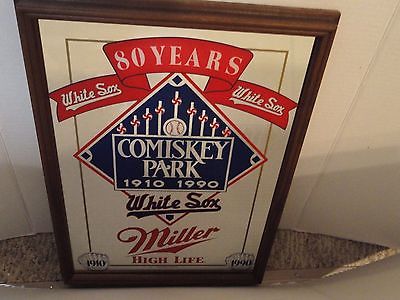 80 YEARS
White Sox White Sox
COMISKEY
PARK
1910 1990
White Sox
Miller
HIGH LIFE
1910 1990